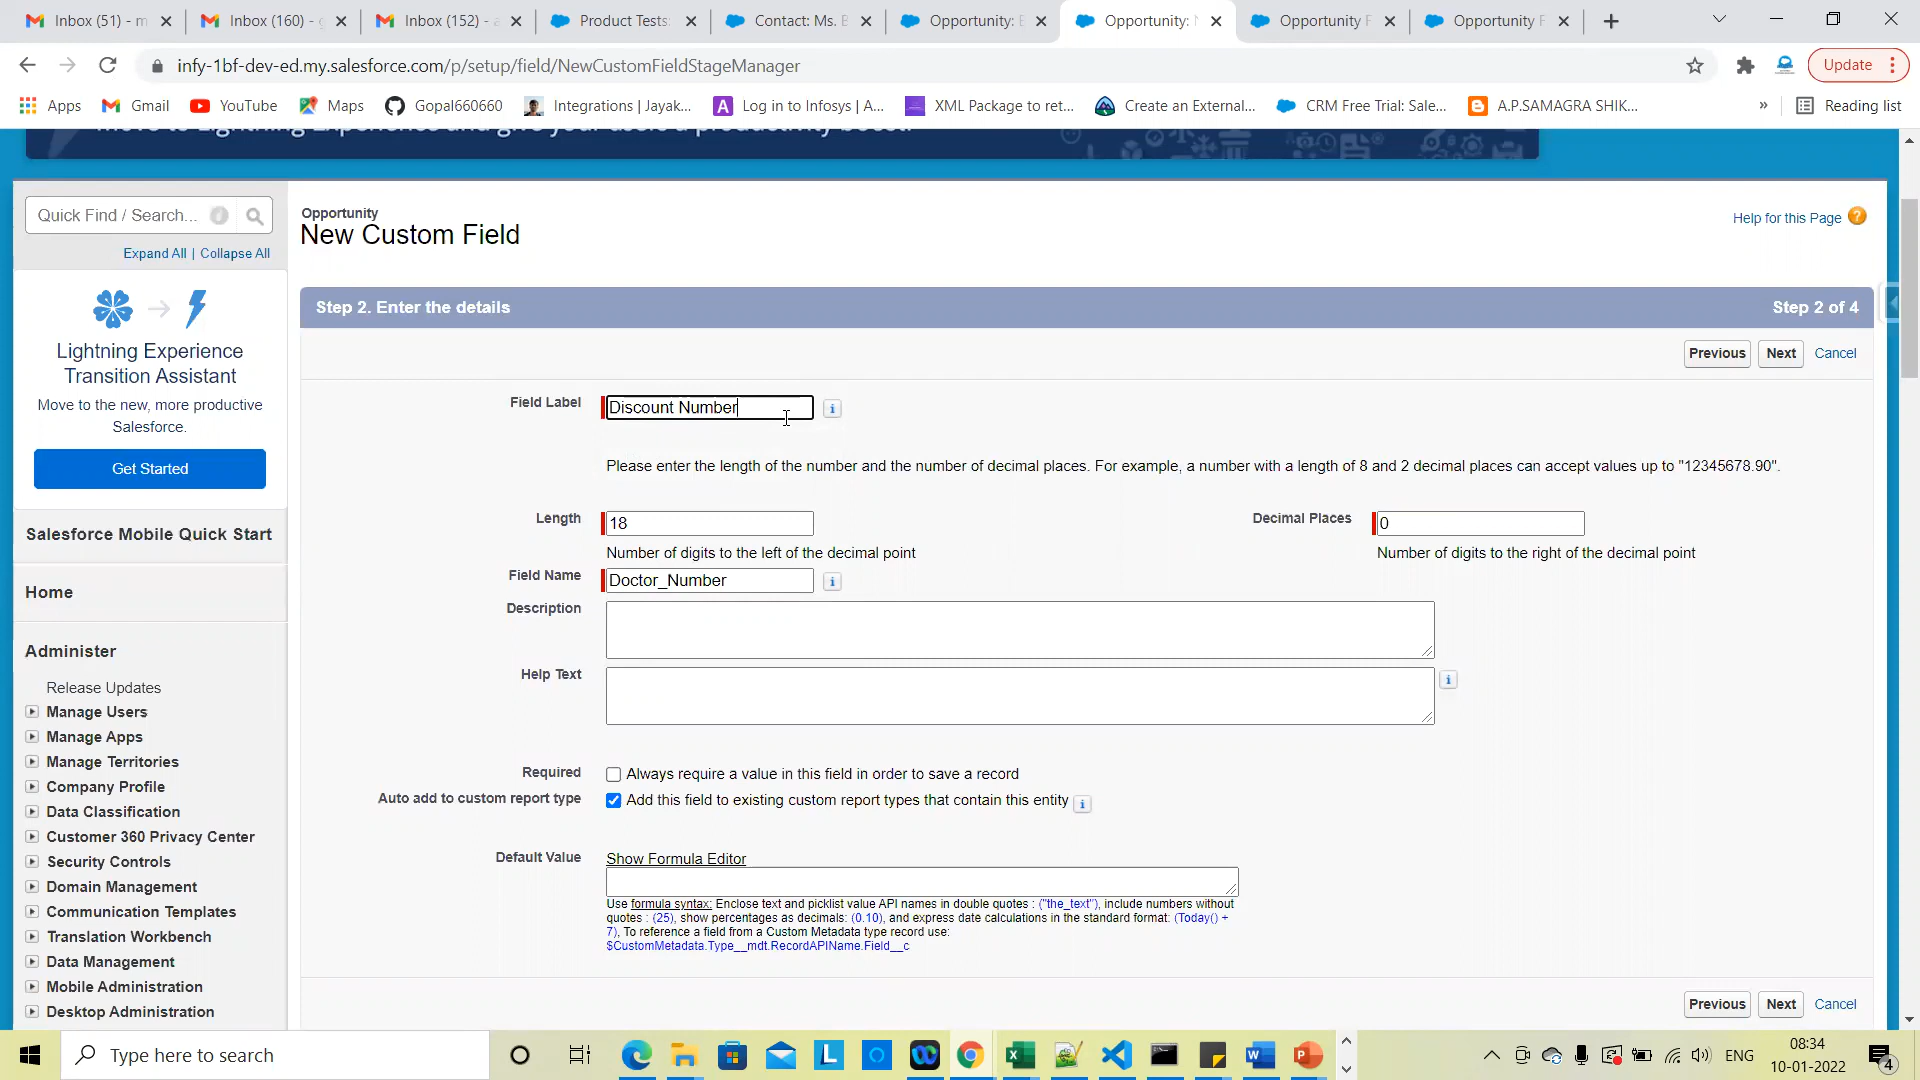 Inbox (51) - m
Inbox (160) - g
Inbox (152) - a
Product Tests:
Contact: Ms. B
Opportunity: E
Opportunity: N
Opportunity F
Opportunity F
infy-1bf-dev-ed.my.salesforce.com/p/setup/field/NewCustomFieldStageManager
Update
Apps
Gmail
YouTube
Maps
Gopal660660
Integrations | Jayak...
Log in to Infosys | A...
XML Package to ret...
Create an External...
CRM Free Trial: Sale...
A.P.SAMAGRA SHIK...
»
Reading list
Move to Lightning Experience and give your users a productivity boost.
Quick Find / Search...
Expand All | Collapse All
Lightning Experience
Transition Assistant
Move to the new, more productive
Salesforce.
Get Started
Salesforce Mobile Quick Start
Home
Administer
Release Updates
Manage Users
Manage Apps
Manage Territories
Company Profile
Data Classification
Customer 360 Privacy Center
Security Controls
Domain Management
Communication Templates
Translation Workbench
Data Management
Mobile Administration
Desktop Administration
Opportunity
New Custom Field
Help for this Page
Step 2. Enter the details
Step 2 of 4
Previous
Next
Cancel
Field Label
Discount Number
Please enter the length of the number and the number of decimal places. For example, a number with a length of 8 and 2 decimal places can accept values up to "12345678.90".
Length
18
Decimal Places
0
Number of digits to the left of the decimal point
Number of digits to the right of the decimal point
Field Name
Doctor_Number
Description
Help Text
Required
Always require a value in this field in order to save a record
Auto add to custom report type
Add this field to existing custom report types that contain this entity
Default Value
Show Formula Editor
Use formula syntax: Enclose text and picklist value API names in double quotes : ("the_text"), include numbers without
quotes : (25), show percentages as decimals: (0.10), and express date calculations in the standard format: (Today() +
7), To reference a field from a Custom Metadata type record use:
$CustomMetadata.Type__mdt.RecordAPIName.Field__c
Previous
Next
Cancel
Type here to search
ENG
08:34
10-01-2022
4